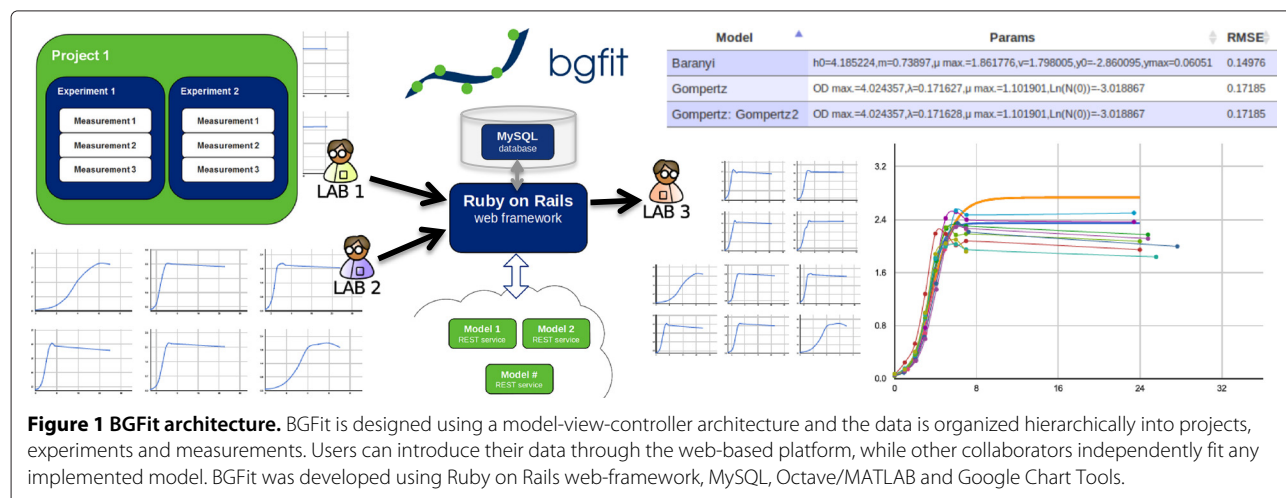 Project 1
Experiment 1
Measurement 1
Measurement 2
Measurement 3
Experiment 2
Measurement 1
Measurement 2
Measurement 3
LAB 1
LAB 2
bgfit
MySQL
database
Ruby on Rails
web framework
Model 1
REST service
Model 2
REST service
Model #
REST service
LAB 3
Model Params RMSE
Baranyi h0=4.185224,m=0.73897,μ max.=1.861776,v=1.798005,y0=-2.860095,ymax=0.06051 0.14976
Gompertz OD max.=4.024357,λ=0.171627,μ max.=1.101901,Ln(N(0))=-3.018867 0.17185
Gompertz: Gompertz2 OD max.=4.024357,λ=0.171628,μ max.=1.101901,Ln(N(0))=-3.018867 0.17185
3.2
2.4
1.6
0.8
0.0
0 8 16 24 32
Figure 1 BGFit architecture. BGFit is designed using a model-view-controller architecture and the data is organized hierarchically into projects,
experiments and measurements. Users can introduce their data through the web-based platform, while other collaborators independently fit any
implemented model. BGFit was developed using Ruby on Rails web-framework, MySQL, Octave/MATLAB and Google Chart Tools.